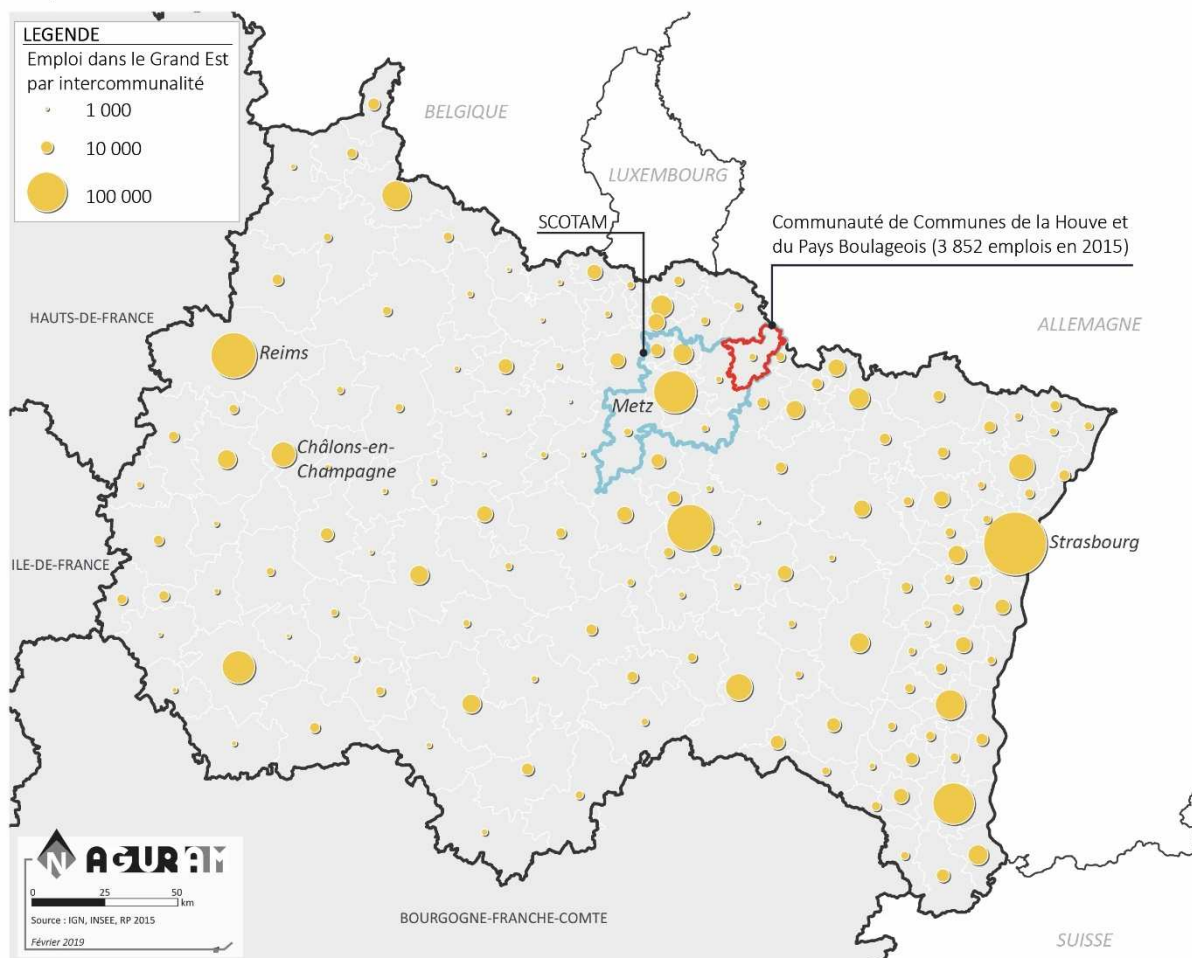 LEGENDE
Emploi dans le Grand Est
par intercommunalité
1 000
10 000
100 000
BELGIQUE
LUXEMBOURG
SCOTAM
Communauté de Communes de la Houve et
du Pays Boulageois (3 852 emplois en 2015)
HAUTS-DE-FRANCE
ALLEMAGNE
Reims
Metz
Châlons-en-
Champagne
Strasbourg
ILE-DE-FRANCE
N AGURAM
0 25 50
km
Source : IGN, INSEE, RP 2015
Février 2019
BOURGOGNE-FRANCHE-COMTE
SUISSE